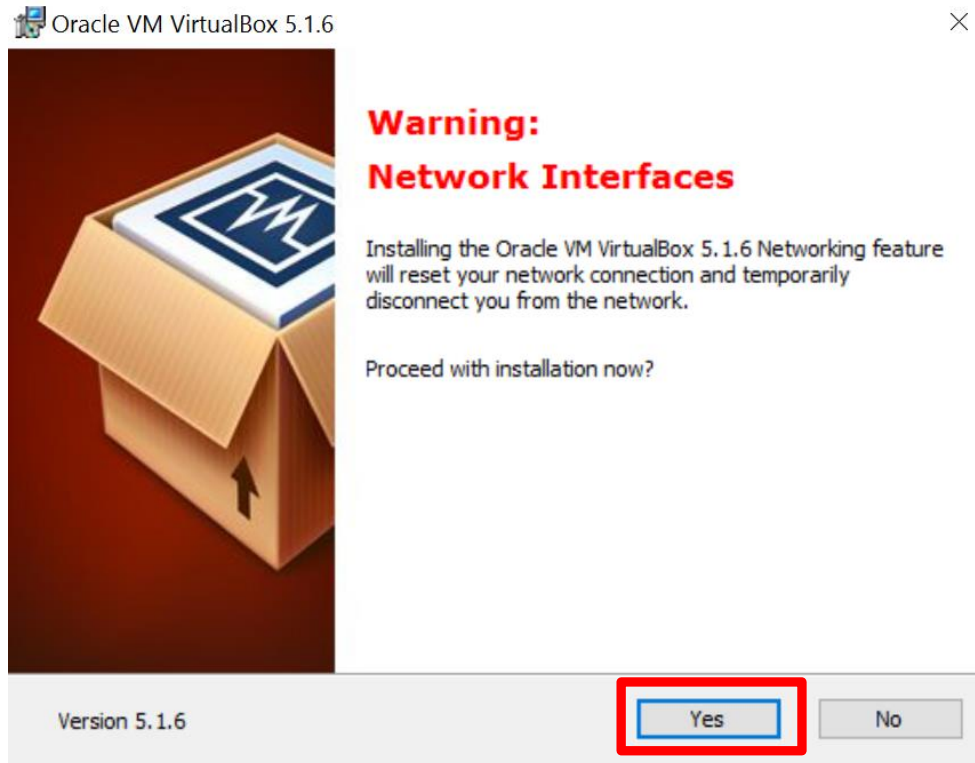 Oracle VM VirtualBox 5.1.6
Warning:
Network Interfaces
Installing the Oracle VM VirtualBox 5.1.6 Networking feature
will reset your network connection and temporarily
disconnect you from the network.
Proceed with installation now?
Version 5.1.6
Yes
No